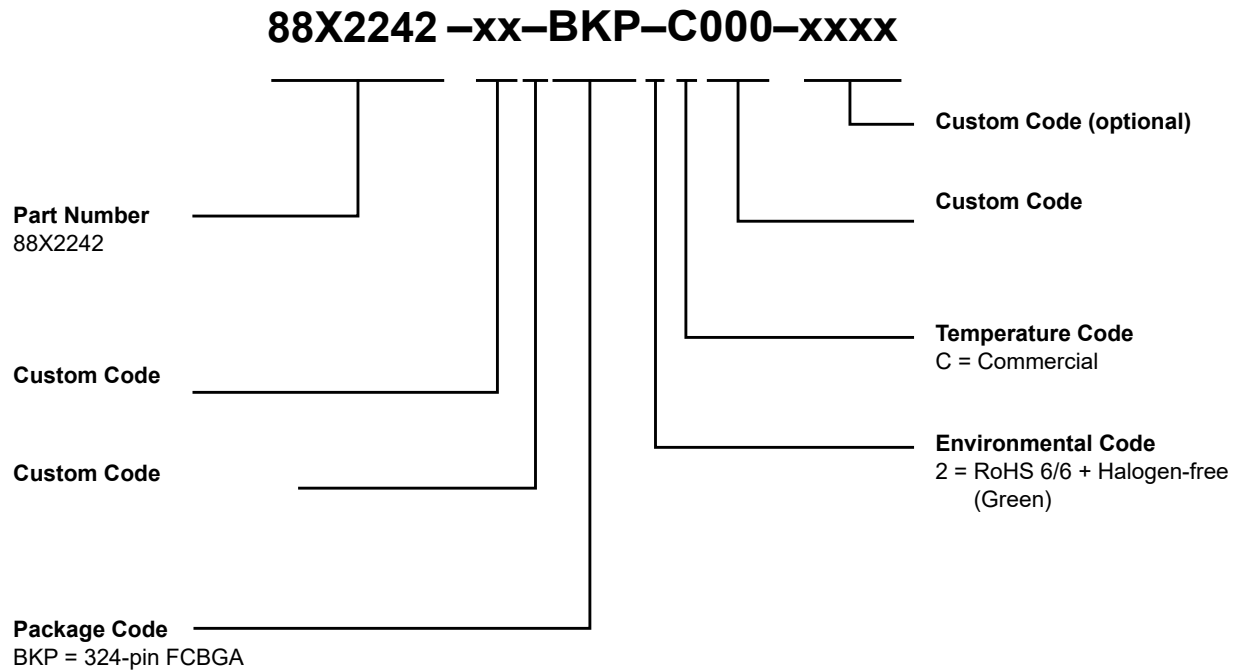 88X2242 –xx–BKP–C000–xxxx
Custom Code (optional)
Custom Code
Part Number
88X2242
Temperature Code
C = Commercial
Custom Code
Environmental Code
2 = RoHS 6/6 + Halogen-free
(Green)
Custom Code
Package Code
BKP = 324-pin FCBGA